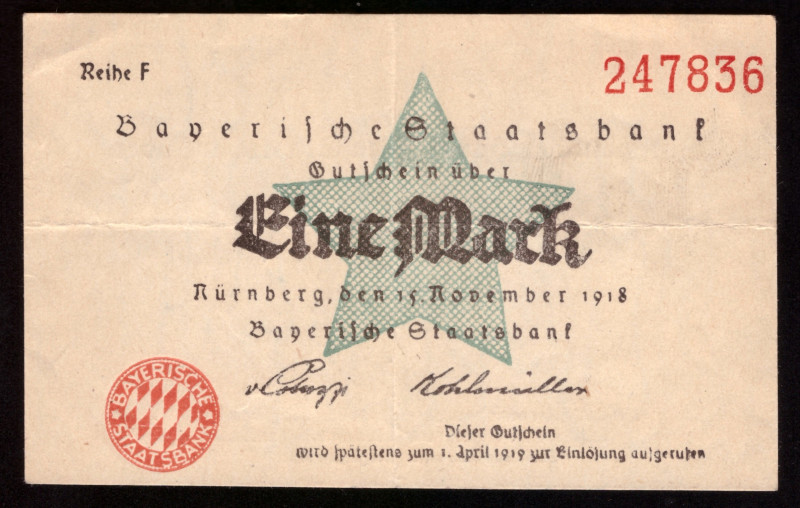 Reihe F
247836
Bayerische Staatsbank
Gutschein über
Eine Mark
Nürnberg, den 15. November 1918
Bayerische Staatsbank
Kohlmüller
BAYERISCHE STAATSBANK
Dieser Gutschein
wird spätestens zum 1. April 1919 zur Einlösung aufgerufen